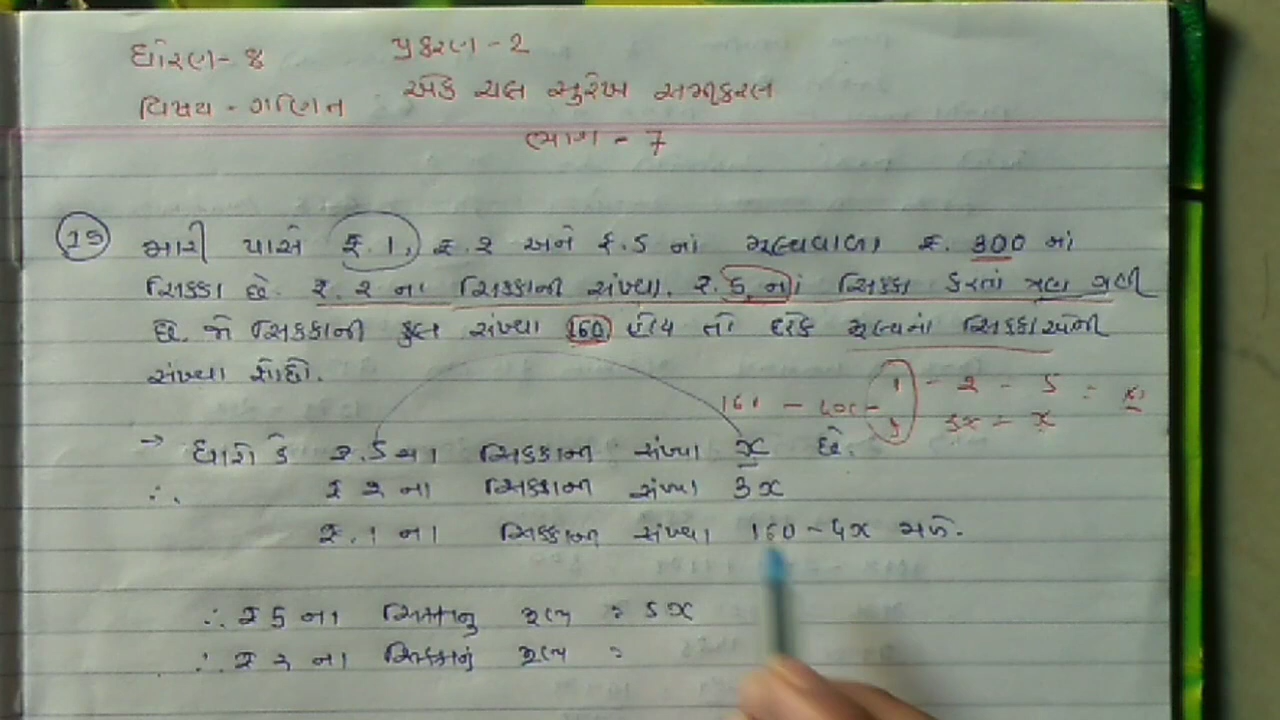 ધોરણ - 8 પ્રકરણ - 2
વિષય - ગણિત એક ચલ સુરેખ સમીકરણ
ભાગ - 7
(15) મારી પાસે રૂ. 1, રૂ. 2 અને રૂ. 5 નાં મૂલ્યવાળા રૂ. 300 નાં
સિક્કા છે. રૂ. 2 ના સિક્કાની સંખ્યા રૂ. 5 નાં સિક્કા કરતાં ત્રણ ગણી
છે. જો સિક્કાની કુલ સંખ્યા 160 હોય તો દરેક મૂલ્યનાં સિક્કાઓની
સંખ્યા શોધો.
1 - 2 - 5 =
160 - 4x - 3x = x
→ ધારો કે રૂ. 5 ના સિક્કાની સંખ્યા x છે.
∴ રૂ 2 ના સિક્કાની સંખ્યા 3x
રૂ. 1 ના સિક્કાની સંખ્યા 160 - 4x મળે.
∴ રૂ 5 ના સિક્કાનું મૂલ્ય = 5x
∴ રૂ 2 ના સિક્કાનું મૂલ્ય =